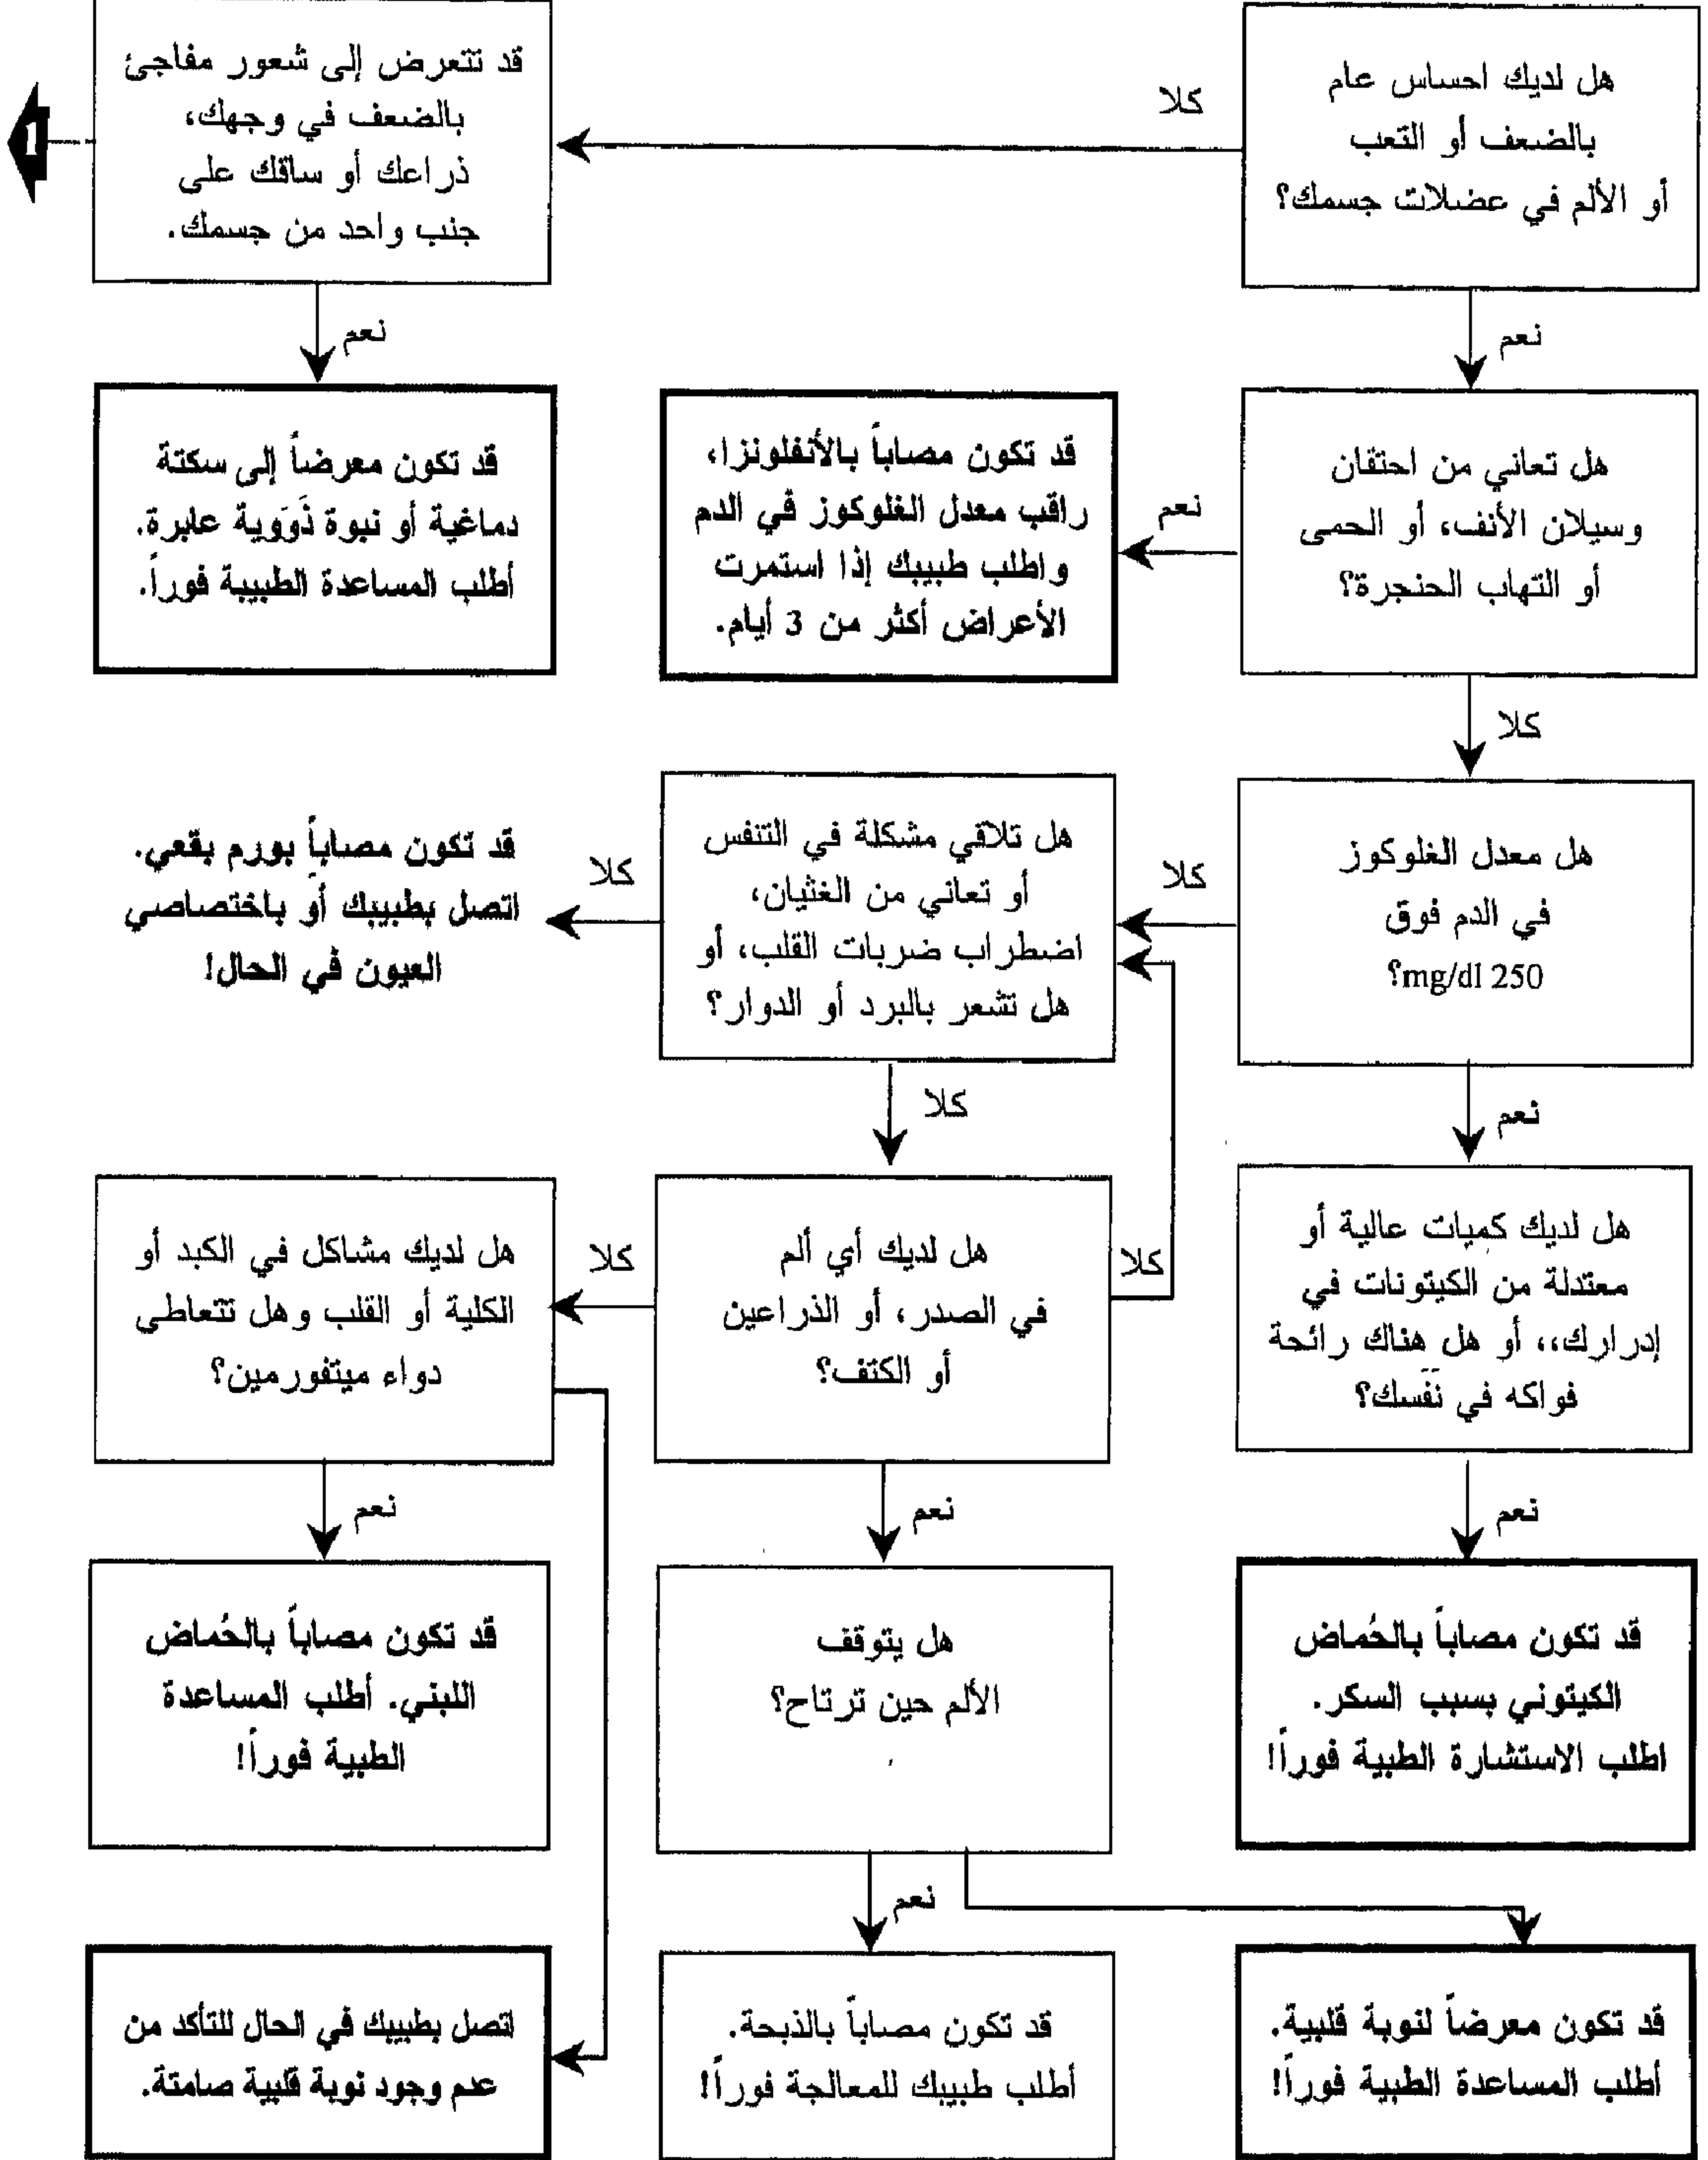 هل لديك احساس عام
بالضعف أو التعب
أو الألم في عضلات جسمك؟
كلا
قد تتعرض إلى شعور مفاجئ
بالضعف في وجهك،
ذراعك أو ساقك على
جنب واحد من جسمك.
1
نعم
نعم
هل تعاني من احتقان
وسيلان الأنف، أو الحمى
أو التهاب الحنجرة؟
نعم
قد تكون مصاباً بالأنفلونزا،
راقب معدل الغلوكوز في الدم
واطلب طبيبك إذا استمرت
الأعراض أكثر من 3 أيام.
قد تكون معرضاً إلى سكتة
دماغية أو نبوة ذَوَوية عابرة.
أطلب المساعدة الطبيبة فوراً.
كلا
هل معدل الغلوكوز
في الدم فوق
250 mg/dl؟
كلا
هل تلاقي مشكلة في التنفس
أو تعاني من الغثيان،
اضطراب ضربات القلب، أو
هل تشعر بالبرد أو الدوار؟
كلا
قد تكون مصاباً بورم بقعي.
اتصل بطبيبك أو باختصاصي
العيون في الحال!
نعم
كلا
هل لديك كميات عالية أو
معتدلة من الكيتونات في
إدرارك،، أو هل هناك رائحة
فواكه في نَفَسك؟
كلا
هل لديك أي ألم
في الصدر، أو الذراعين
أو الكتف؟
كلا
هل لديك مشاكل في الكبد أو
الكلية أو القلب وهل تتعاطى
دواء ميتفورمين؟
نعم
نعم
نعم
قد تكون مصاباً بالحُماض
الكيتوني بسبب السكر.
اطلب الاستشارة الطبية فوراً!
هل يتوقف
الألم حين ترتاح؟
قد تكون مصاباً بالحُماض
اللبني. أطلب المساعدة
الطبية فوراً!
نعم
قد تكون معرضاً لنوبة قلبية.
أطلب المساعدة الطبية فوراً!
قد تكون مصاباً بالذبحة.
أطلب طبيبك للمعالجة فوراً!
اتصل بطبيبك في الحال للتأكد من
عدم وجود نوبة قلبية صامتة.